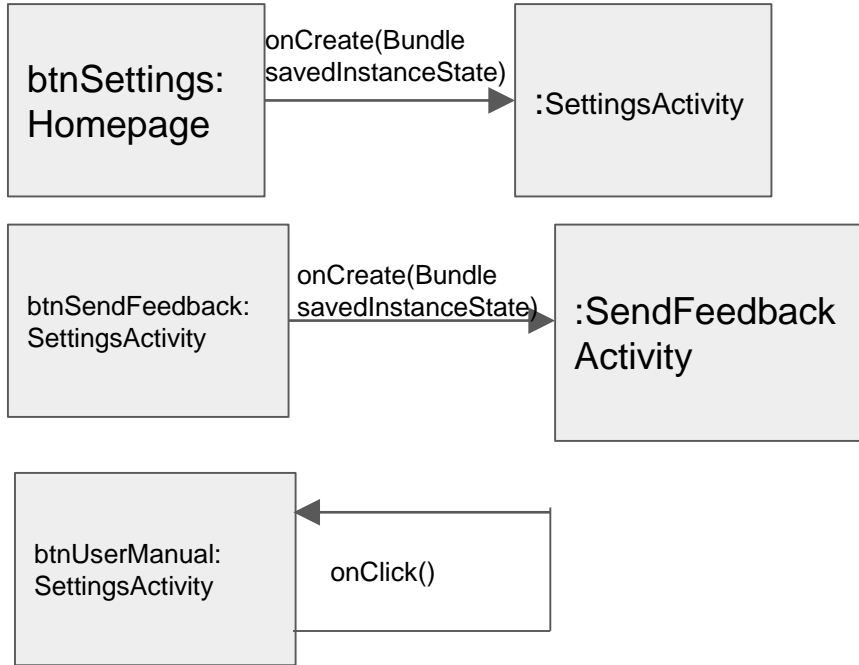 btnSettings:
Homepage
onCreate(Bundle
savedInstanceState)
:SettingsActivity
btnSendFeedback:
SettingsActivity
onCreate(Bundle
savedInstanceState)
:SendFeedback
Activity
btnUserManual:
SettingsActivity
onClick()